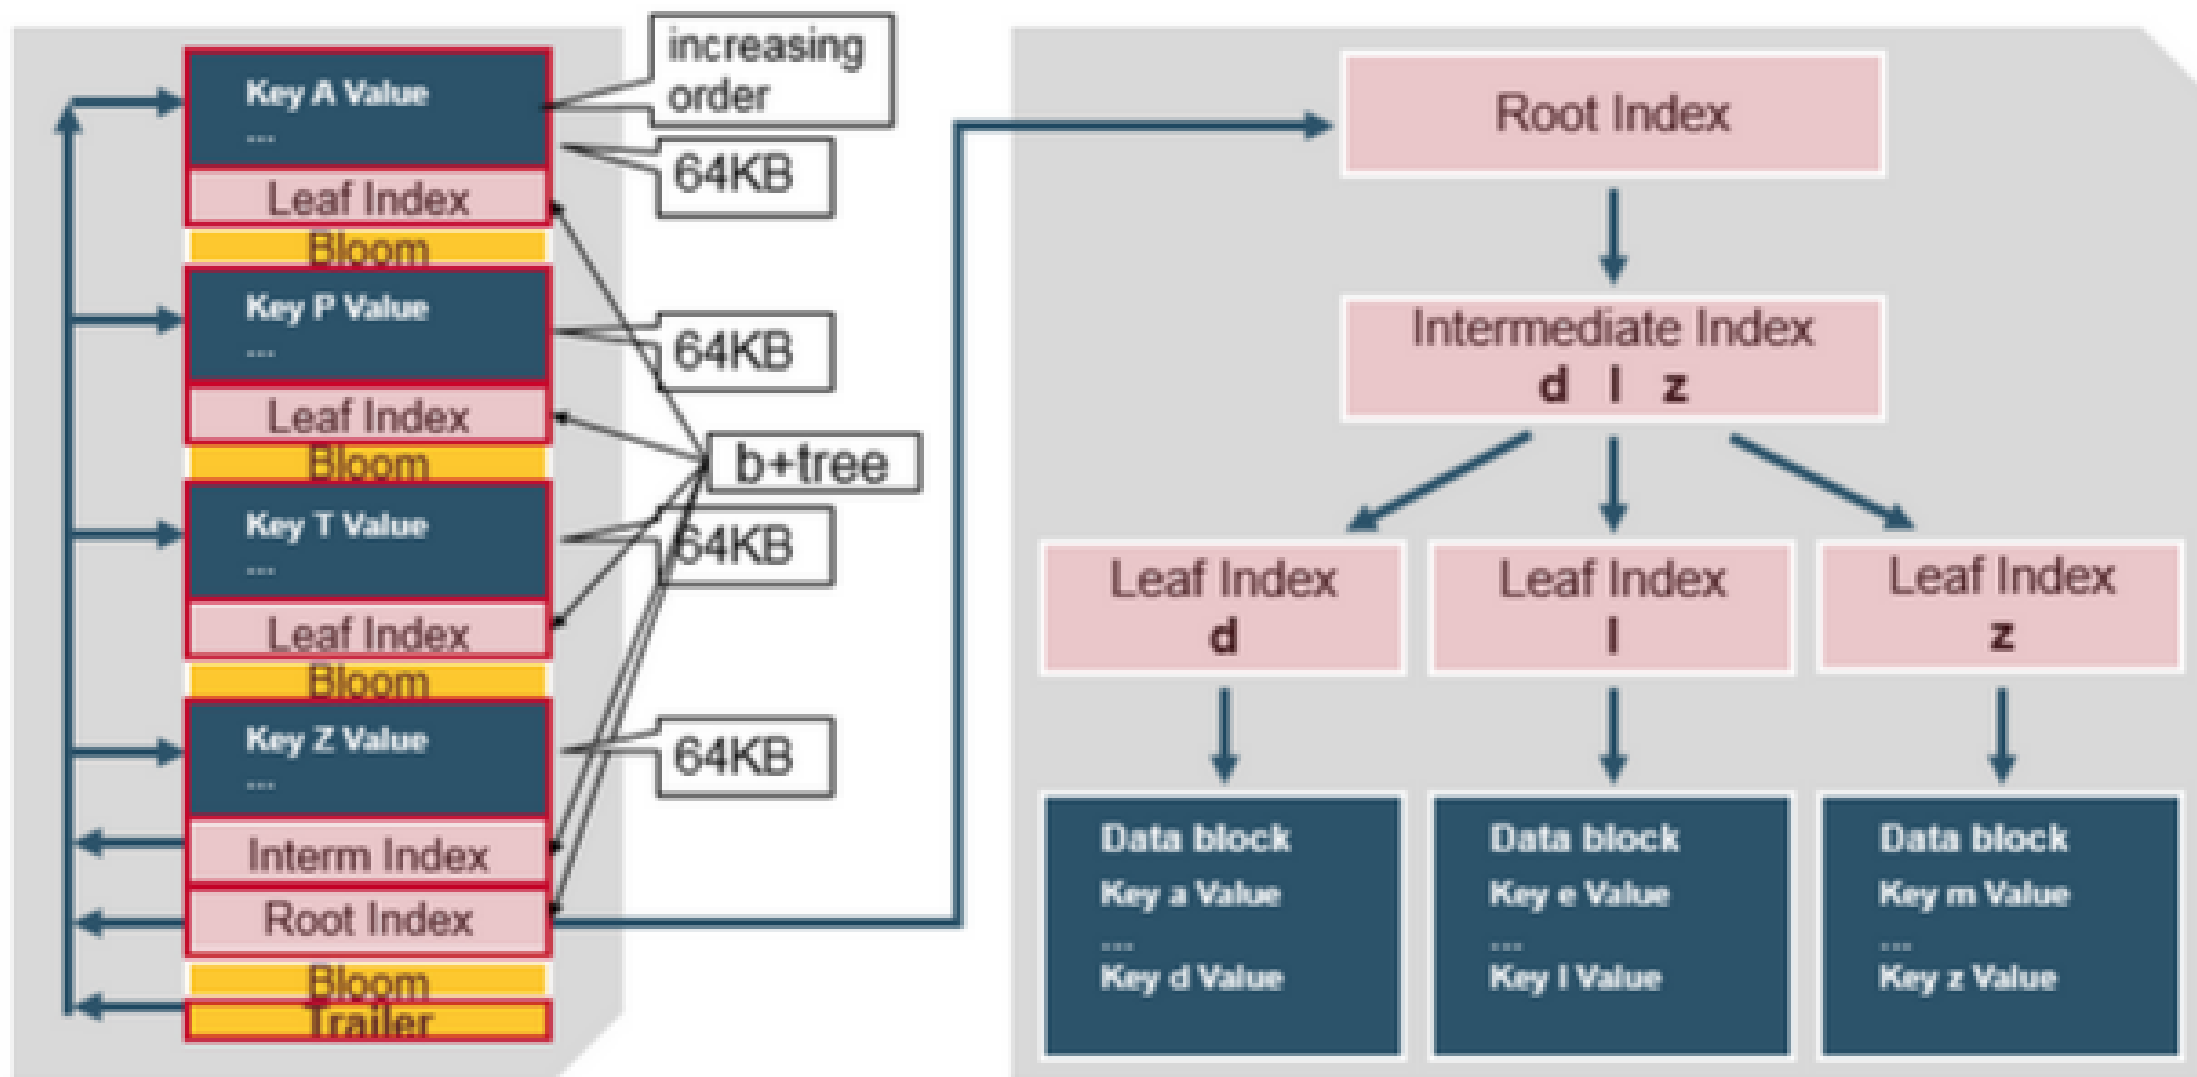 Key A Value
...
Leaf Index
Bloom
Key P Value
...
Leaf Index
Bloom
Key T Value
...
Leaf Index
Bloom
Key Z Value
...
Interm Index
Root Index
Bloom
Trailer
increasing
order
64KB
64KB
b+tree
64KB
64KB
Root Index
Intermediate Index
d l z
Leaf Index
d
Leaf Index
l
Leaf Index
z
Data block
Key a Value
...
Key d Value
Data block
Key e Value
...
Key l Value
Data block
Key m Value
...
Key z Value